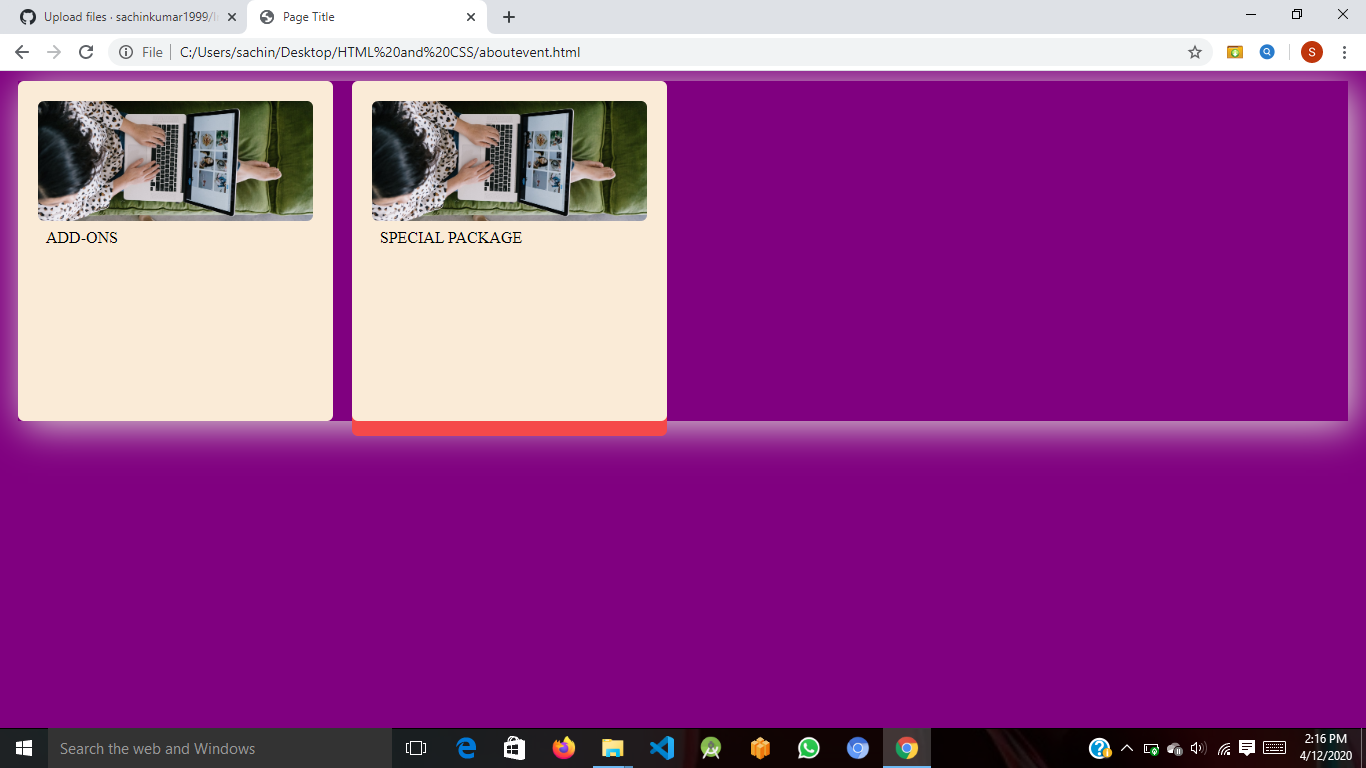 Upload files · sachinkumar1999/h
Page Title
File
C:/Users/sachin/Desktop/HTML%20and%20CSS/aboutevent.html
S
ADD-ONS
SPECIAL PACKAGE
Search the web and Windows
2:16 PM
4/12/2020